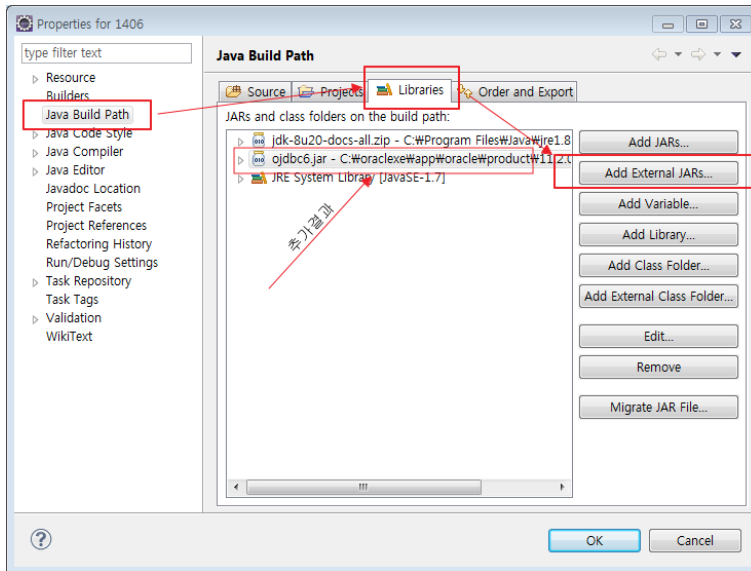 Properties for 1406
type filter text
Resource
Builders
Java Build Path
Java Code Style
Java Compiler
Java Editor
Javadoc Location
Project Facets
Project References
Refactoring History
Run/Debug Settings
Task Repository
Task Tags
Validation
WikiText
Java Build Path
Source
Projects
Libraries
Order and Export
JARs and class folders on the build path:
jdk-8u20-docs-all.zip - C:₩Program Files₩Java₩jre1.8
ojdbc6.jar - C:₩oraclexe₩app₩oracle₩product₩11.2.0
JRE System Library [JavaSE-1.7]
추가결과
Add JARs...
Add External JARs...
Add Variable...
Add Library...
Add Class Folder...
Add External Class Folder...
Edit...
Remove
Migrate JAR File...
OK
Cancel